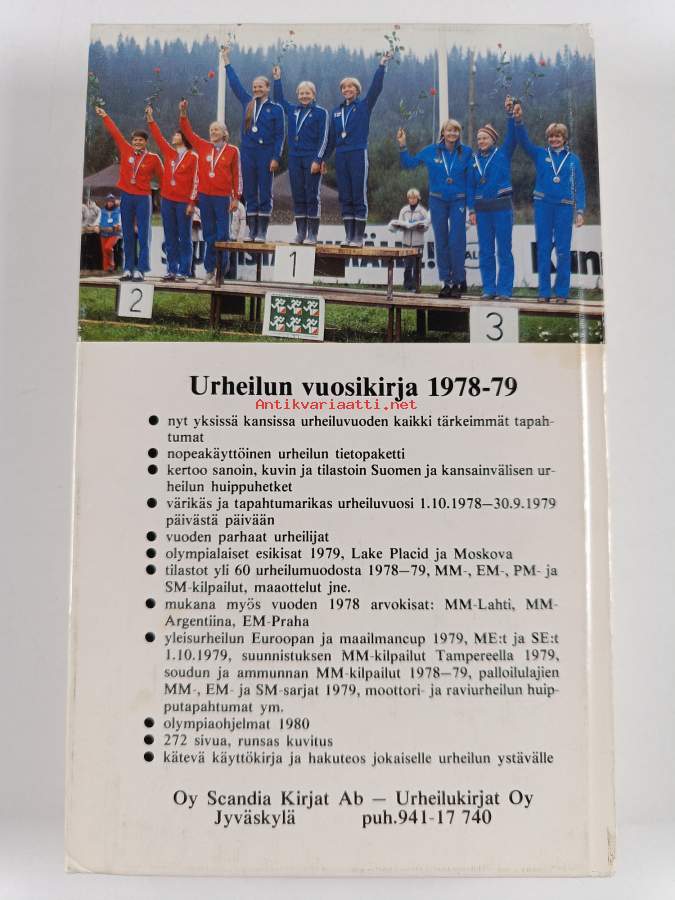 1
2
3
Urheilun vuosikirja 1978-79
Antikvariaatti.net
● nyt yksissä kansissa urheiluvuoden kaikki tärkeimmät tapah-
tumat
● nopeakäyttöinen urheilun tietopaketti
● kertoo sanoin, kuvin ja tilastoin Suomen ja kansainvälisen ur-
heilun huippuhetket
● värikäs ja tapahtumarikas urheiluvuosi 1.10.1978—30.9.1979
päivästä päivään
● vuoden parhaat urheilijat
● olympialaiset esikisat 1979, Lake Placid ja Moskova
● tilastot yli 60 urheilumuodosta 1978—79, MM-, EM-, PM- ja
SM-kilpailut, maaottelut jne.
● mukana myös vuoden 1978 arvokisat: MM-Lahti, MM-
Argentiina, EM-Praha
● yleisurheilun Euroopan ja maailmancup 1979, ME:t ja SE:t
1.10.1979, suunnistuksen MM-kilpailut Tampereella 1979,
soudun ja ammunnan MM-kilpailut 1978—79, palloilulajien
MM-, EM- ja SM-sarjat 1979, moottori- ja raviurheilun huip-
putapahtumat ym.
● olympiaohjelmat 1980
● 272 sivua, runsas kuvitus
● kätevä käyttökirja ja hakuteos jokaiselle urheilun ystävälle
Oy Scandia Kirjat Ab — Urheilukirjat Oy
Jyväskylä puh.941-17 740